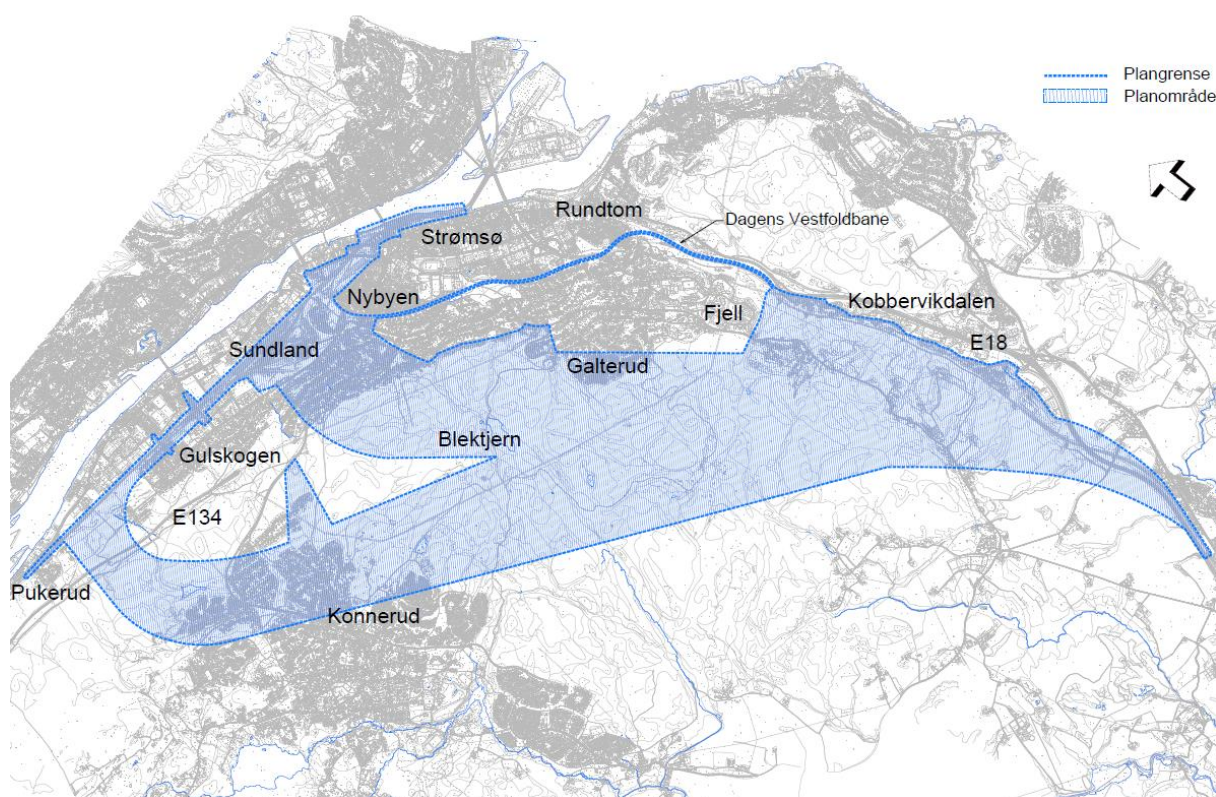 Plangrense
Planområde
Rundtom
Dagens Vestfoldbane
Strømsø
Nybyen
Fjell
Kobbervikdalen
E18
Sundland
Galterud
Blektjern
Gulskogen
E134
Pukerud
Konnerud